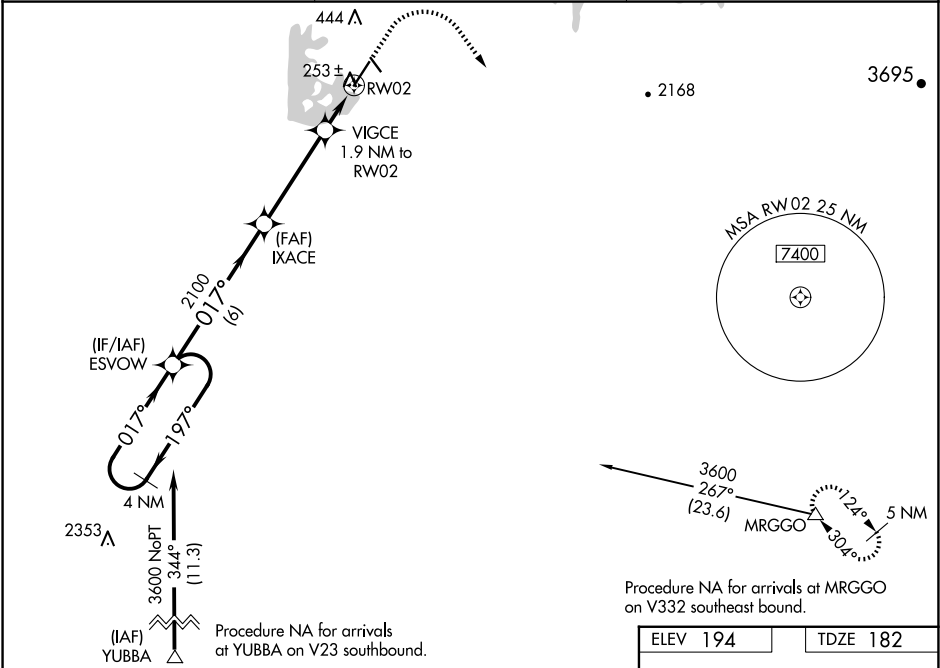 444
253 ±
RW02
2168
3695
VIGCE
1.9 NM to
RW02
(FAF)
IXACE
MSA RW 02 25 NM
7400
2100
017°
(6)
(IF/IAF)
ESVOW
017°
197°
4 NM
2353
3600 NoPT
344°
(11.3)
(IAF)
YUBBA
Procedure NA for arrivals
at YUBBA on V23 southbound.
3600
267°
(23.6)
MRGGO
124°
304°
5 NM
Procedure NA for arrivals at MRGGO
on V332 southeast bound.
ELEV 194
TDZE 182